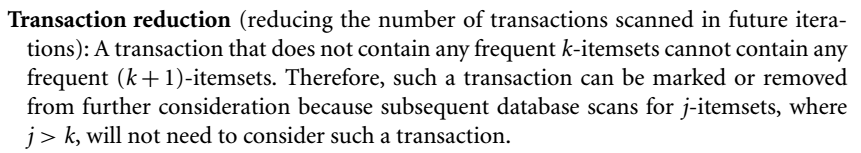 Transaction reduction (reducing the number of transactions scanned in future itera-
tions): A transaction that does not contain any frequent k-itemsets cannot contain any
frequent (k + 1)-itemsets. Therefore, such a transaction can be marked or removed
from further consideration because subsequent database scans for j-itemsets, where
j > k, will not need to consider such a transaction.